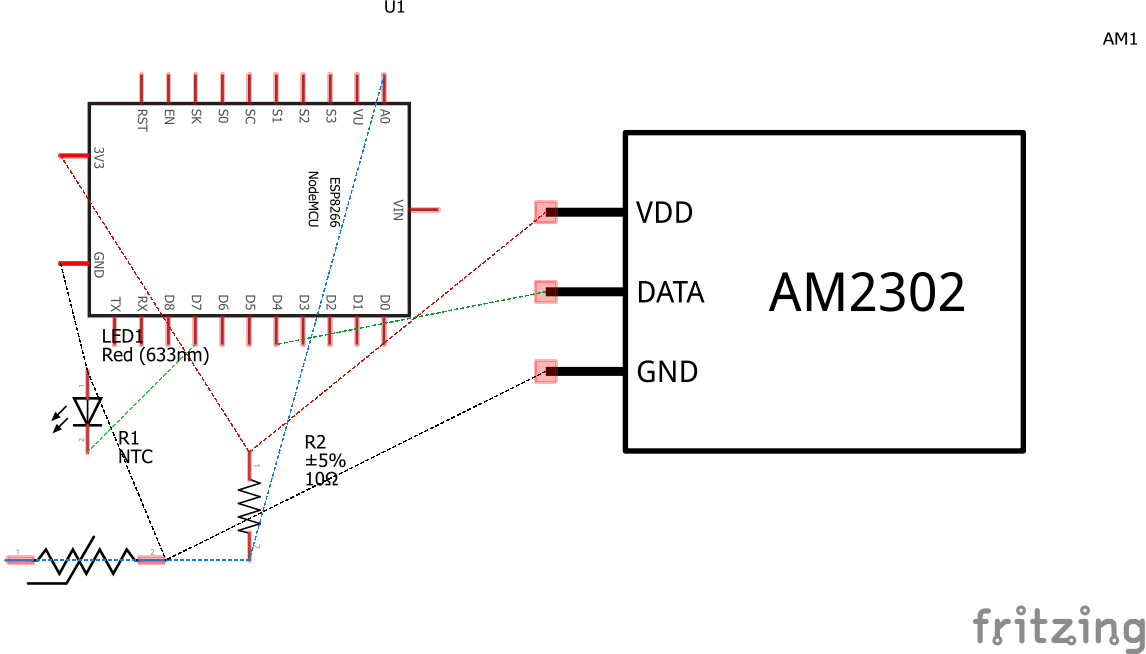 U1
AM1
RST
EN
SK
S0
SC
S1
S2
S3
VU
A0
3V3
ESP8266
NodeMCU
VIN
GND
TX
RX
D8
D7
D6
D5
D4
D3
D2
D1
D0
VDD
DATA
GND
AM2302
LED1
Red (633nm)
1
2
R1
NTC
R2
±5%
10Ω
1
2
1
2
fritzing